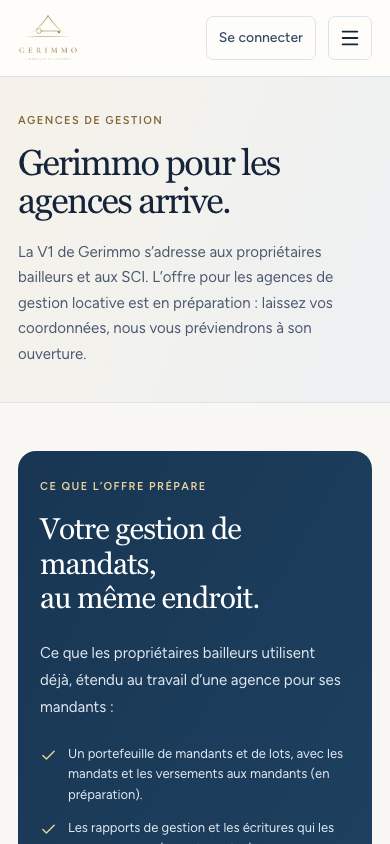 GERIMMO
Se connecter
AGENCES DE GESTION
Gerimmo pour les
agences arrive.
La V1 de Gerimmo s’adresse aux propriétaires
bailleurs et aux SCI. L’offre pour les agences de
gestion locative est en préparation : laissez vos
coordonnées, nous vous préviendrons à son
ouverture.
CE QUE L’OFFRE PRÉPARE
Votre gestion de
mandats,
au même endroit.
Ce que les propriétaires bailleurs utilisent
déjà, étendu au travail d’une agence pour ses
mandants :
Un portefeuille de mandants et de lots, avec les
mandats et les versements aux mandants (en
préparation).
Les rapports de gestion et les écritures qui les